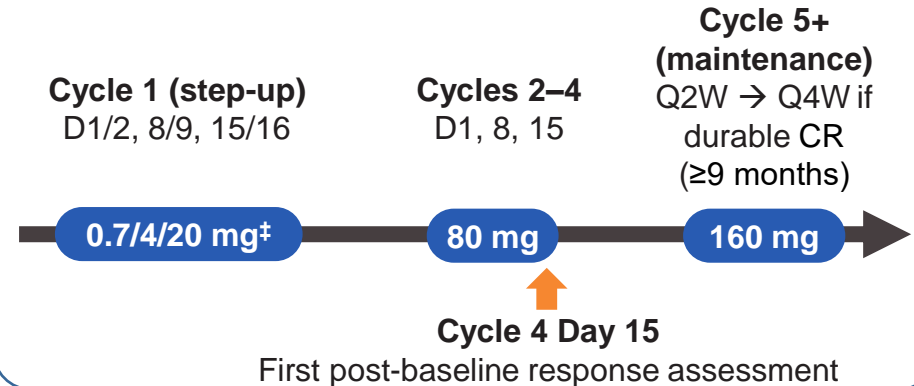 Cycle 1 (step-up)
D1/2, 8/9, 15/16
0.7/4/20 mg‡
Cycles 2–4
D1, 8, 15
80 mg
Cycle 5+
(maintenance)
Q2W → Q4W if
durable CR
(≥9 months)
160 mg
Cycle 4 Day 15
First post-baseline response assessment